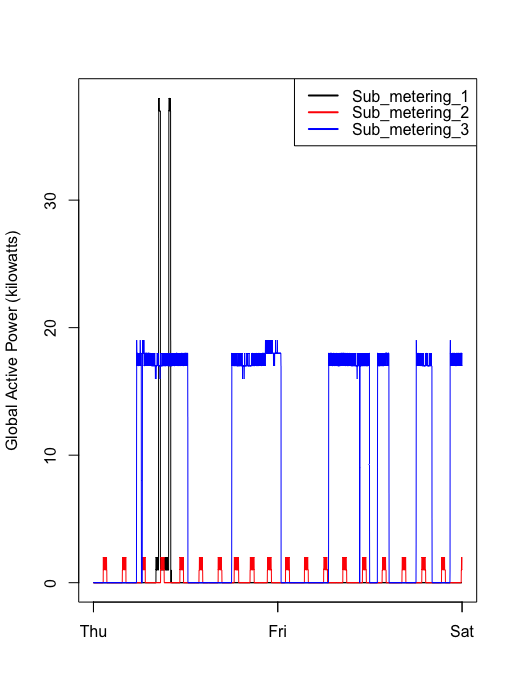 Sub_metering_1
Sub_metering_2
Sub_metering_3
Global Active Power (kilowatts)
30
20
10
0
Thu Fri Sat